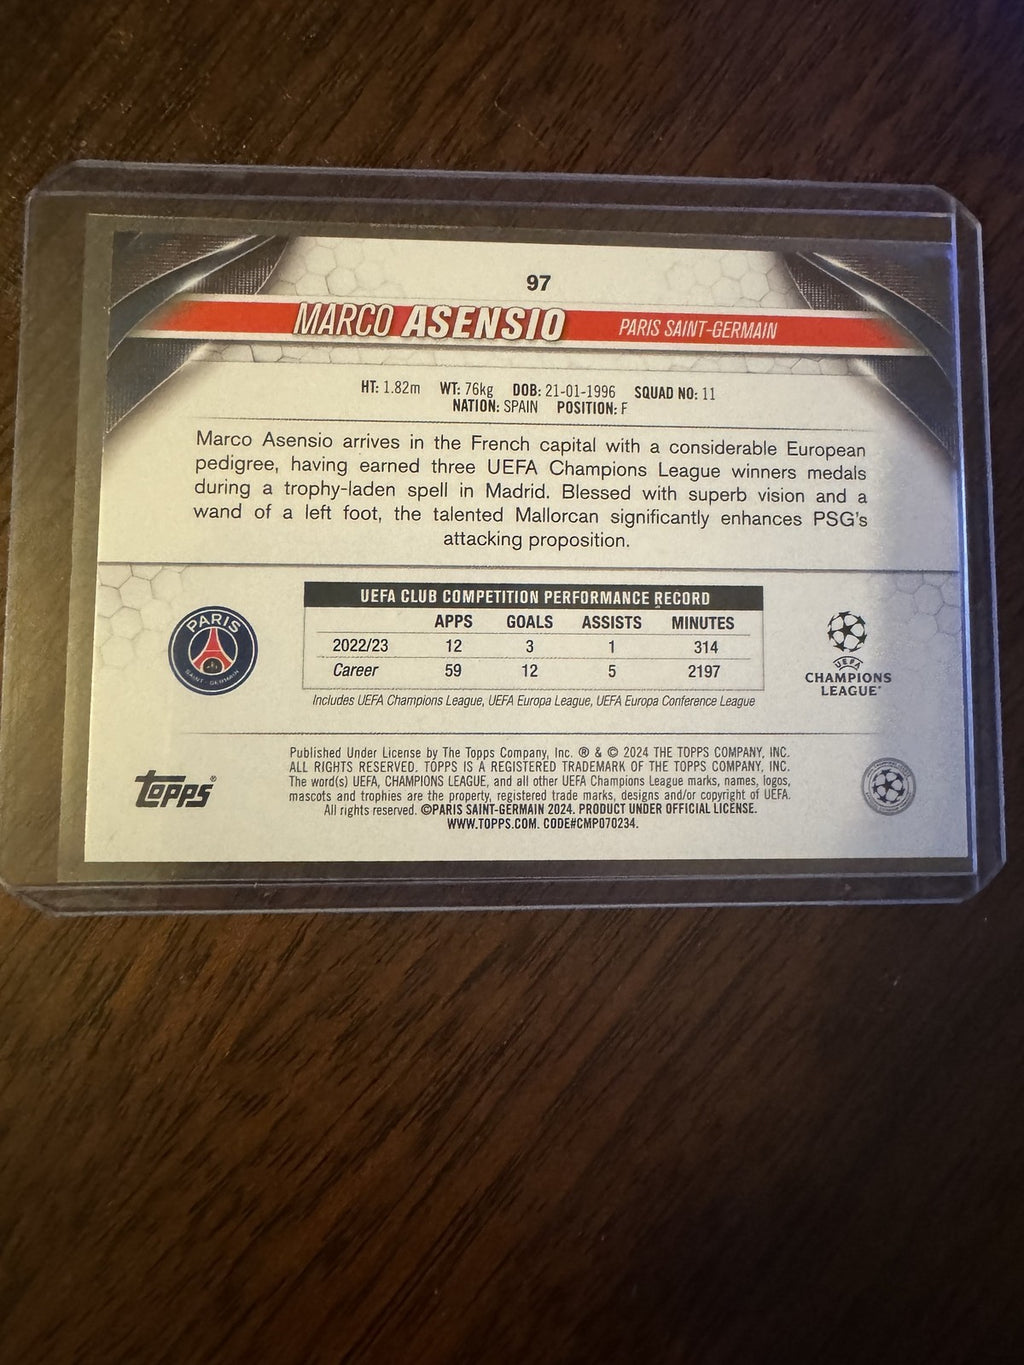 97
MARCO ASENSIO PARIS SAINT-GERMAIN
HT: 1.82m WT: 76kg DOB: 21-01-1996 SQUAD NO: 11
NATION: SPAIN POSITION: F
Marco Asensio arrives in the French capital with a considerable European
pedigree, having earned three UEFA Champions League winners medals
during a trophy-laden spell in Madrid. Blessed with superb vision and a
wand of a left foot, the talented Mallorcan significantly enhances PSG's
attacking proposition.
UEFA CLUB COMPETITION PERFORMANCE RECORD
APPS GOALS ASSISTS MINUTES
2022/23 12 3 1 314
Career 59 12 5 2197
Includes UEFA Champions League, UEFA Europa League, UEFA Europa Conference League
PARIS
SAINT-GERMAIN
UEFA
CHAMPIONS
LEAGUE®
Published Under License by The Topps Company, Inc. ® & © 2024 THE TOPPS COMPANY, INC.
ALL RIGHTS RESERVED. TOPPS IS A REGISTERED TRADEMARK OF THE TOPPS COMPANY, INC.
The word(s) UEFA, CHAMPIONS LEAGUE, and all other UEFA Champions League marks, names, logos,
mascots and trophies are the property, registered trade marks, designs and/or copyright of UEFA.
All rights reserved. ©PARIS SAINT-GERMAIN 2024. PRODUCT UNDER OFFICIAL LICENSE.
WWW.TOPPS.COM. CODE#CMP070234.
TOPPS®